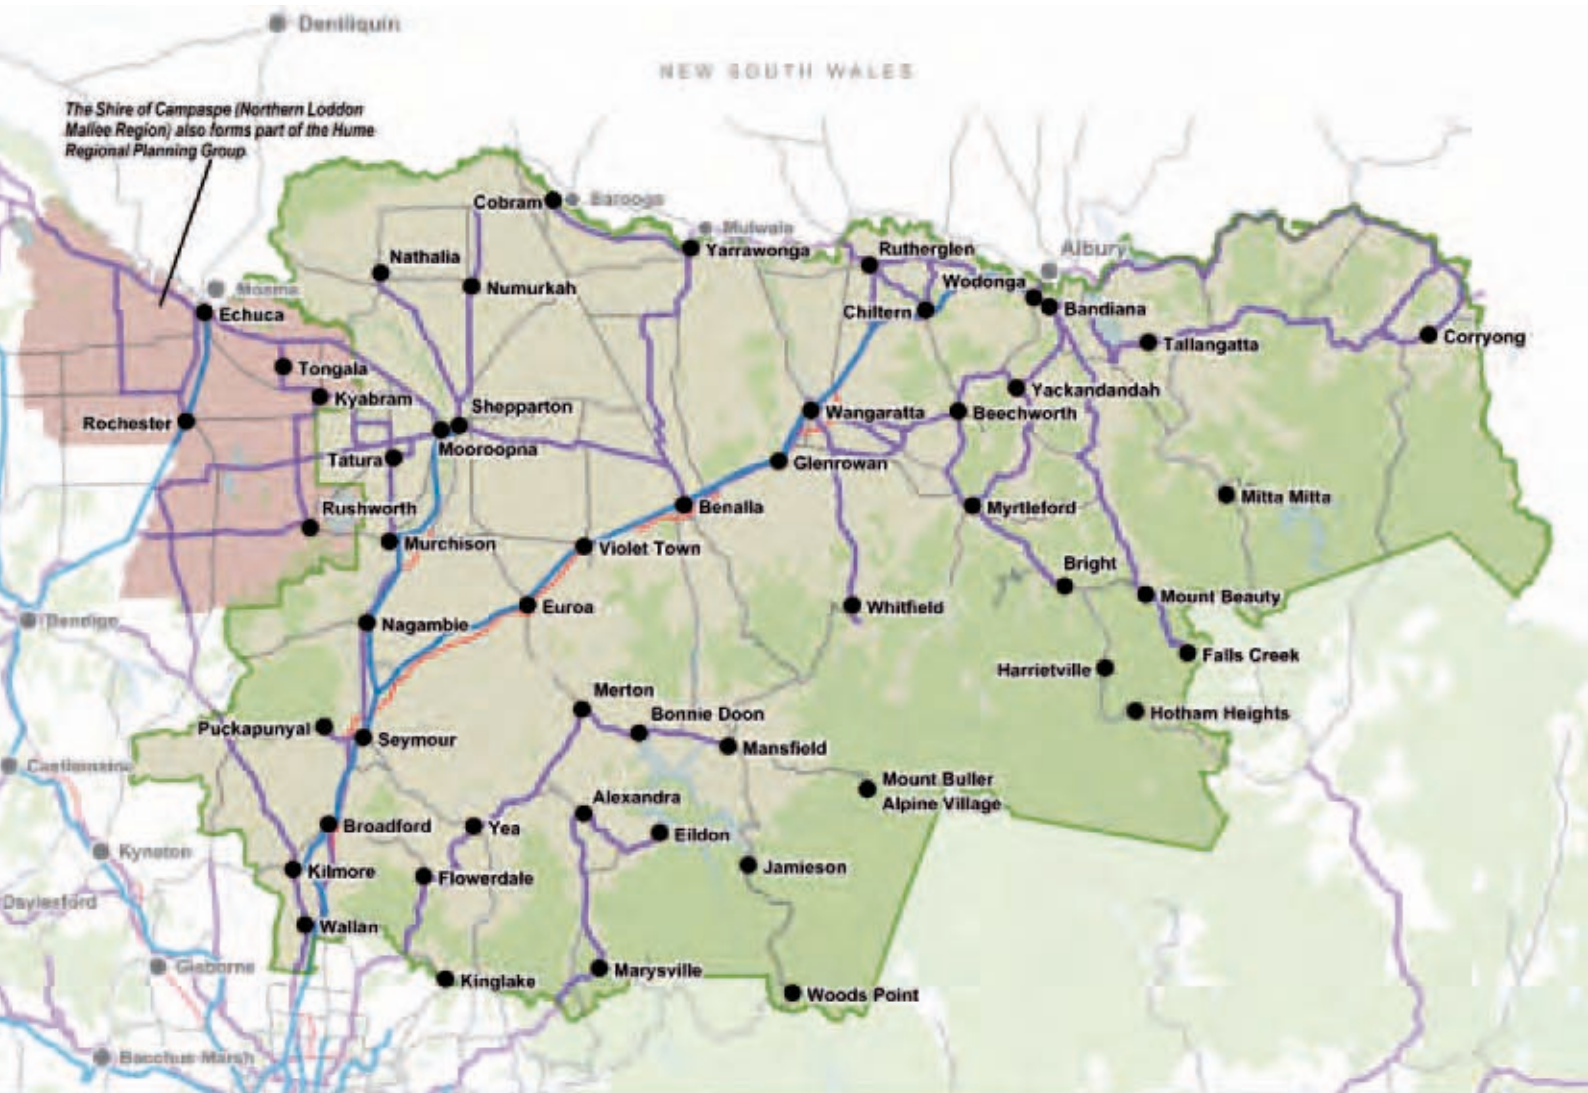 Deniliquin
NEW SOUTH WALES
The Shire of Campaspe (Northern Loddon
Mallee Region) also forms part of the Hume
Regional Planning Group
Cobram
Barooga
Mulwala
Yarrawonga
Rutherglen
Albury
Nathalia
Numurkah
Wodonga
Moama
Echuca
Chiltern
Bandiana
Tallangatta
Corryong
Tongala
Kyabram
Yackandandah
Shepparton
Wangaratta
Beechworth
Rochester
Mooroopna
Tatura
Glenrowan
Mitta Mitta
Rushworth
Benalla
Myrtleford
Murchison
Violet Town
Bright
Mount Beauty
Euroa
Whitfield
Bendigo
Nagambie
Falls Creek
Harrietville
Merton
Bonnie Doon
Hotham Heights
Puckapunyal
Seymour
Mansfield
Castlemaine
Mount Buller
Alpine Village
Alexandra
Broadford
Yea
Eildon
Kyneton
Kilmore
Flowerdale
Jamieson
Daylesford
Wallan
Gisborne
Kinglake
Marysville
Woods Point
Bacchus Marsh